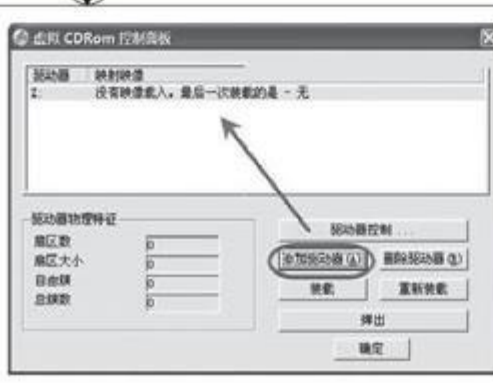 虚拟 CDRom 控制面板
驱动器 映射映像
Z: 没有映像载入。最后一次装载的是 - 无
驱动器物理特征
扇区数 0
扇区大小 0
自由簇 0
总簇数 0
驱动器控制 ...
添加驱动器(A) 删除驱动器(R)
装载 重新装载
弹出
确定